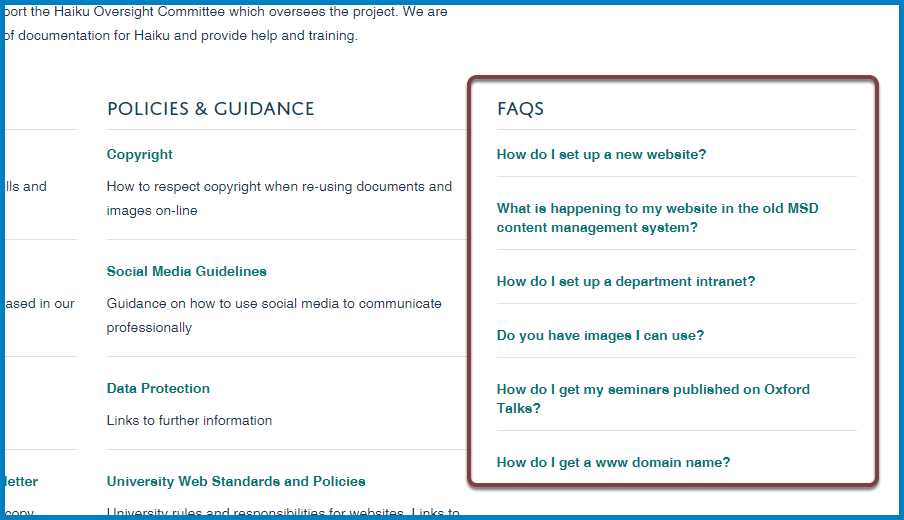 port the Haiku Oversight Committee which oversees the project. We are
of documentation for Haiku and provide help and training.
lls and
ased in our
letter
copy
POLICIES & GUIDANCE
Copyright
How to respect copyright when re-using documents and
images on-line
Social Media Guidelines
Guidance on how to use social media to communicate
professionally
Data Protection
Links to further information
University Web Standards and Policies
University rules and responsibilities for websites. Links to
FAQS
How do I set up a new website?
What is happening to my website in the old MSD
content management system?
How do I set up a department intranet?
Do you have images I can use?
How do I get my seminars published on Oxford
Talks?
How do I get a www domain name?